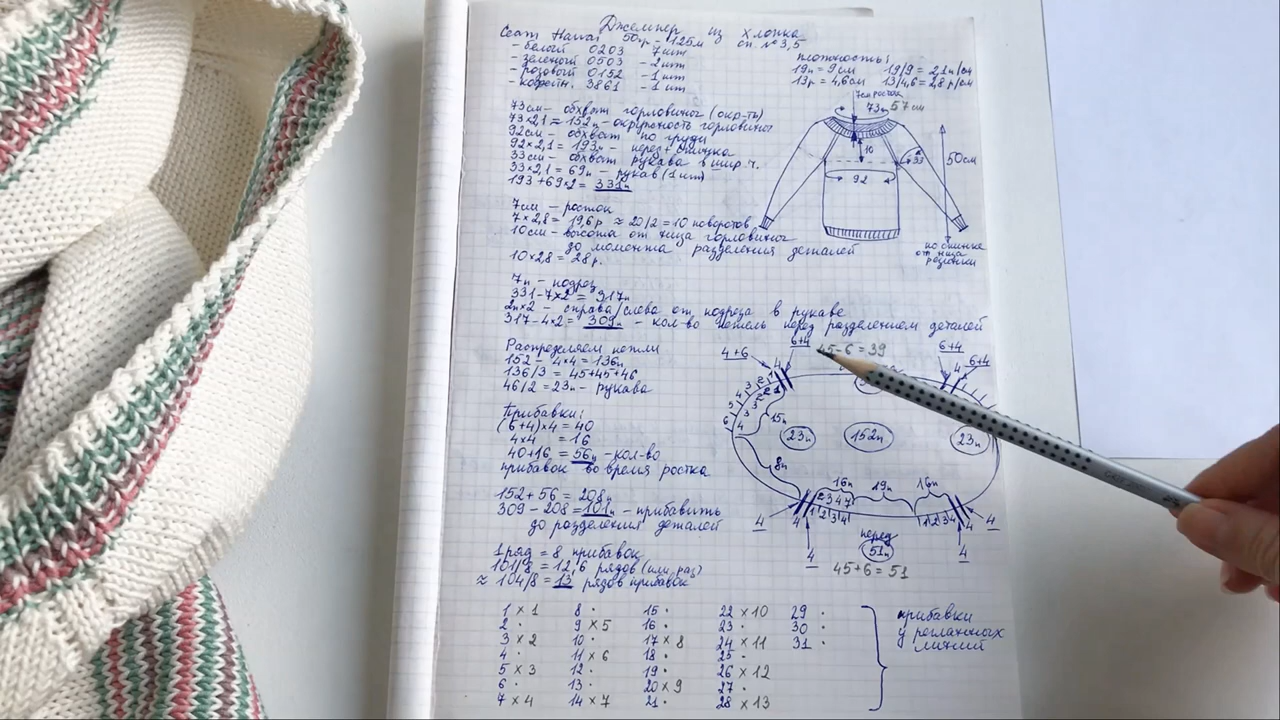 Джемпер из хлопка
Сеат Hawai 50гр - 125м сп. №3,5
- белый 0203 7шт
- зеленый 0503 - 2шт
- розовый 0152 - 1шт
- кофейн. 3861 - 1шт
плотность:
19п = 9см 19/9 = 2,1п/см
13р = 4,6см 13/4,6 = 2,8р/см
73см - обхват горловины (окр-ть)
73×2,1 ≈ 152п - окружность горловины
92см - обхват по груди
92×2,1 = 193п - перед + спинка
33см - обхват рукава в шир. ч.
33×2,1 = 69п - рукав (1шт)
193 + 69×2 = 331п
7см росток
73п 57см
10
33
92
50см
по спинке
от низа
резинки
7см - росток
7×2,8 = 19,6р ≈ 20/2 = 10 поворотов
10см - высота от низа горловины
до момента разделения деталей
10×28 = 28р.
7п - подрез
331-7×2 = 317п
2п×2 - справа/слева от подреза в рукаве
317-4×2 = 309п - кол-во петель перед разделением деталей
Распределяем петли
152 - 4×4 = 136п
136/3 = 45+45+46
46/2 = 23п - рукава
Прибавки:
(6+4)×4 = 40
4×4 = 16
40+16 = 56п - кол-во
прибавок во время ростка
152 + 56 = 208п
309 - 208 = 101п - прибавить
до разделения деталей
1 ряд = 8 прибавок
101/8 = 12,6 рядов (или раз)
≈ 104/8 = 13 рядов прибавок
4+6 6+4 45-6=39 6+4 6+4
15п
23п 152п 23п
8п
16п 19п 16п
4 4 4 4
перед
51п
45+6 = 51
1 × 1 8 · 15 · 22 × 10 29 ·
2 · 9 × 5 16 · 23 · 30 ·
3 × 2 10 · 17 × 8 24 × 11 31 ·
4 · 11 × 6 18 · 25 ·
5 × 3 12 · 19 · 26 × 12
6 · 13 · 20 × 9 27 ·
7 × 4 14 × 7 21 · 28 × 13
прибавки
у регланных
линий